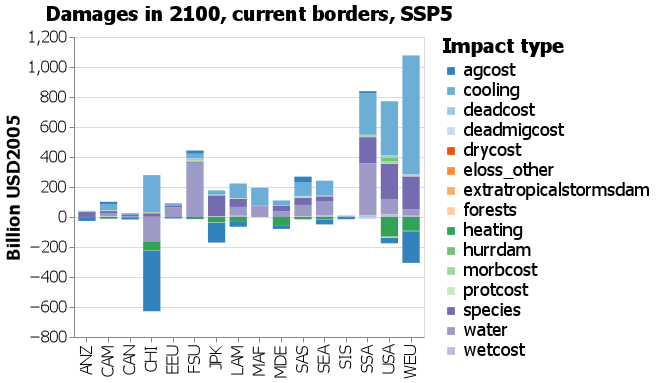 Damages in 2100, current borders, SSP5
Billion USD2005
1,200
1,000
800
600
400
200
0
−200
−400
−600
−800
ANZ
CAM
CAN
CHI
EEU
FSU
JPK
LAM
MAF
MDE
SAS
SEA
SIS
SSA
USA
WEU
Impact type
agcost
cooling
deadcost
deadmigcost
drycost
eloss_other
extratropicalstormsdam
forests
heating
hurrdam
morbcost
protcost
species
water
wetcost